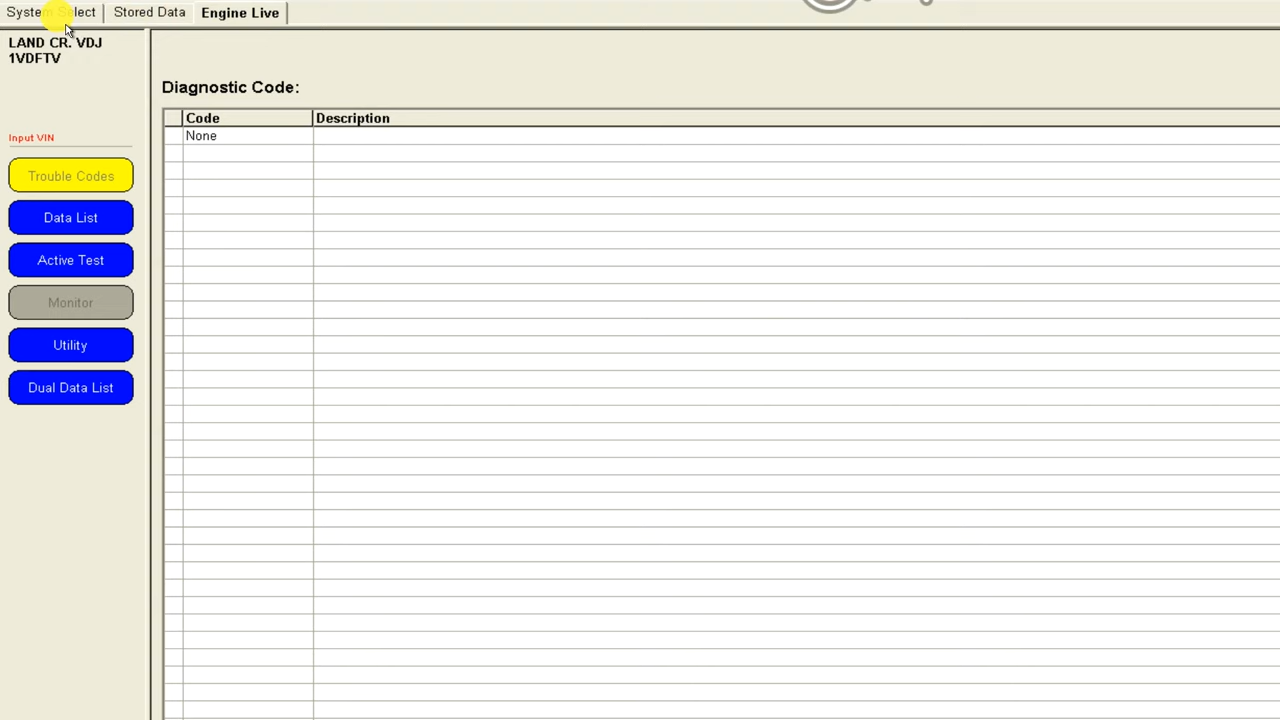 System Select
Stored Data
Engine Live
LAND CR. VDJ
1VDFTV
Diagnostic Code:
Code
Description
None
Input VIN
Trouble Codes
Data List
Active Test
Monitor
Utility
Dual Data List